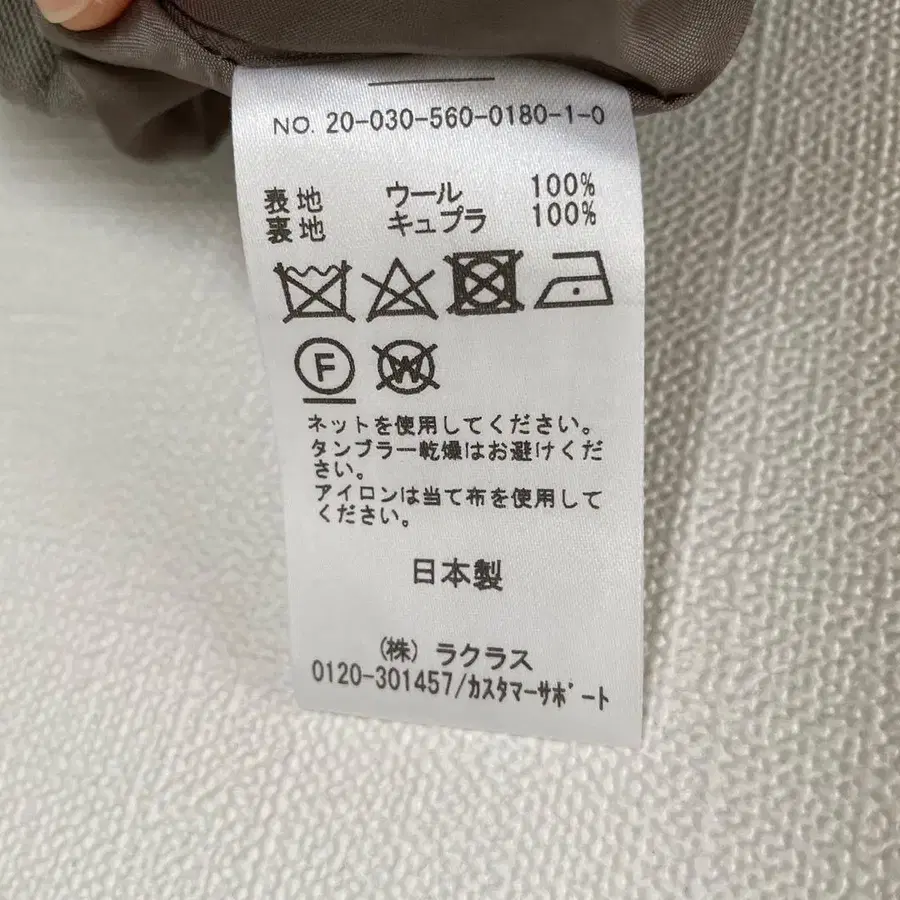 NO. 20-030-560-0180-1-0
表地 ウール 100%
裏地 キュプラ 100%
F
W
ネットを使用してください。
タンブラー乾燥はお避けくだ
さい。
アイロンは当て布を使用して
ください。
日本製
(株) ラクラス
0120-301457/カスタマーサポート